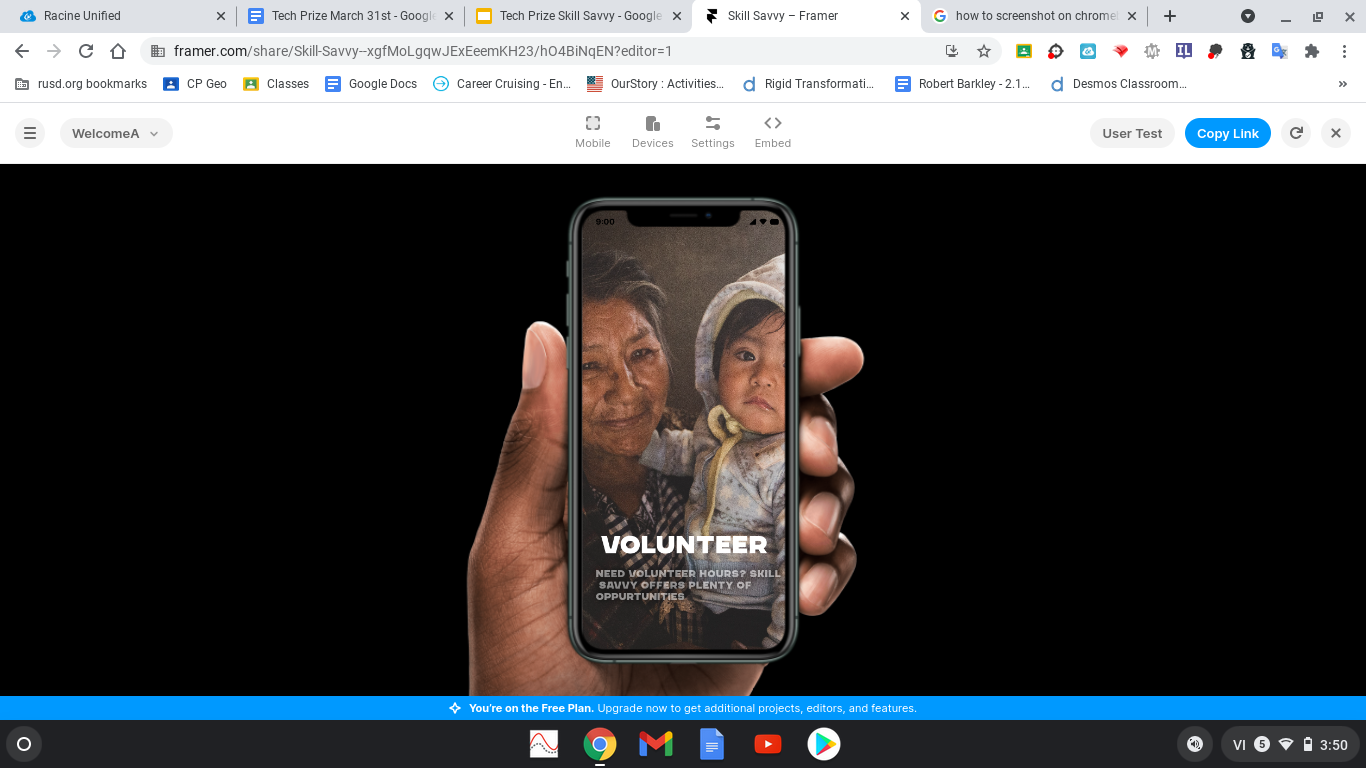 Racine Unified
Tech Prize March 31st - Google
Tech Prize Skill Savvy - Google
Skill Savvy – Framer
how to screenshot on chrome
framer.com/share/Skill-Savvy--xgfMoLgqwJExEeemKH23/hO4BiNqEN?editor=1
rusd.org bookmarks
CP Geo
Classes
Google Docs
Career Cruising - En...
OurStory : Activities...
Rigid Transformati...
Robert Barkley - 2.1...
Desmos Classroom...
WelcomeA
Mobile
Devices
Settings
Embed
User Test
Copy Link
9:00
VOLUNTEER
NEED VOLUNTEER HOURS? SKILL
SAVVY OFFERS PLENTY OF
OPPURTUNITIES
You're on the Free Plan. Upgrade now to get additional projects, editors, and features.
VI 5 3:50